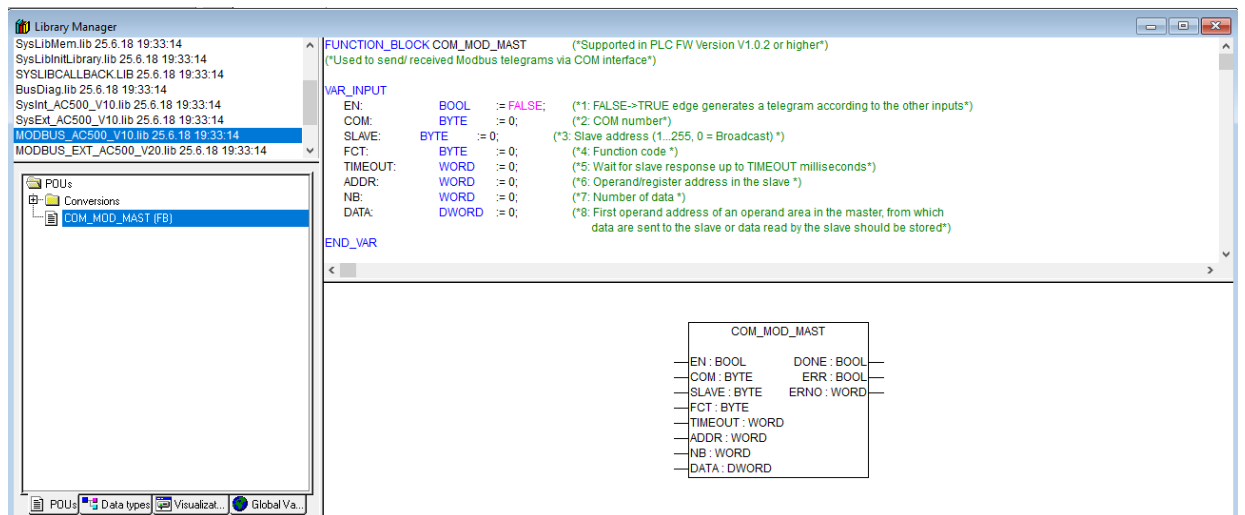 Library Manager
SysLibMem.lib 25.6.18 19:33:14
SysLibInitLibrary.lib 25.6.18 19:33:14
SYSLIBCALLBACK.LIB 25.6.18 19:33:14
BusDiag.lib 25.6.18 19:33:14
SysInt_AC500_V10.lib 25.6.18 19:33:14
SysExt_AC500_V10.lib 25.6.18 19:33:14
MODBUS_AC500_V10.lib 25.6.18 19:33:14
MODBUS_EXT_AC500_V20.lib 25.6.18 19:33:14
POUs
Conversions
COM_MOD_MAST (FB)
POUs Data types Visualizat... Global Va...
FUNCTION_BLOCK COM_MOD_MAST (*Supported in PLC FW Version V1.0.2 or higher*)
(*Used to send/ received Modbus telegrams via COM interface*)
VAR_INPUT
EN: BOOL := FALSE; (*1: FALSE->TRUE edge generates a telegram according to the other inputs*)
COM: BYTE := 0; (*2: COM number*)
SLAVE: BYTE := 0; (*3: Slave address (1...255, 0 = Broadcast) *)
FCT: BYTE := 0; (*4: Function code *)
TIMEOUT: WORD := 0; (*5: Wait for slave response up to TIMEOUT milliseconds*)
ADDR: WORD := 0; (*6: Operand/register address in the slave *)
NB: WORD := 0; (*7: Number of data *)
DATA: DWORD := 0; (*8: First operand address of an operand area in the master, from which
data are sent to the slave or data read by the slave should be stored*)
END_VAR
COM_MOD_MAST
EN : BOOL DONE : BOOL
COM : BYTE ERR : BOOL
SLAVE : BYTE ERNO : WORD
FCT : BYTE
TIMEOUT : WORD
ADDR : WORD
NB : WORD
DATA : DWORD